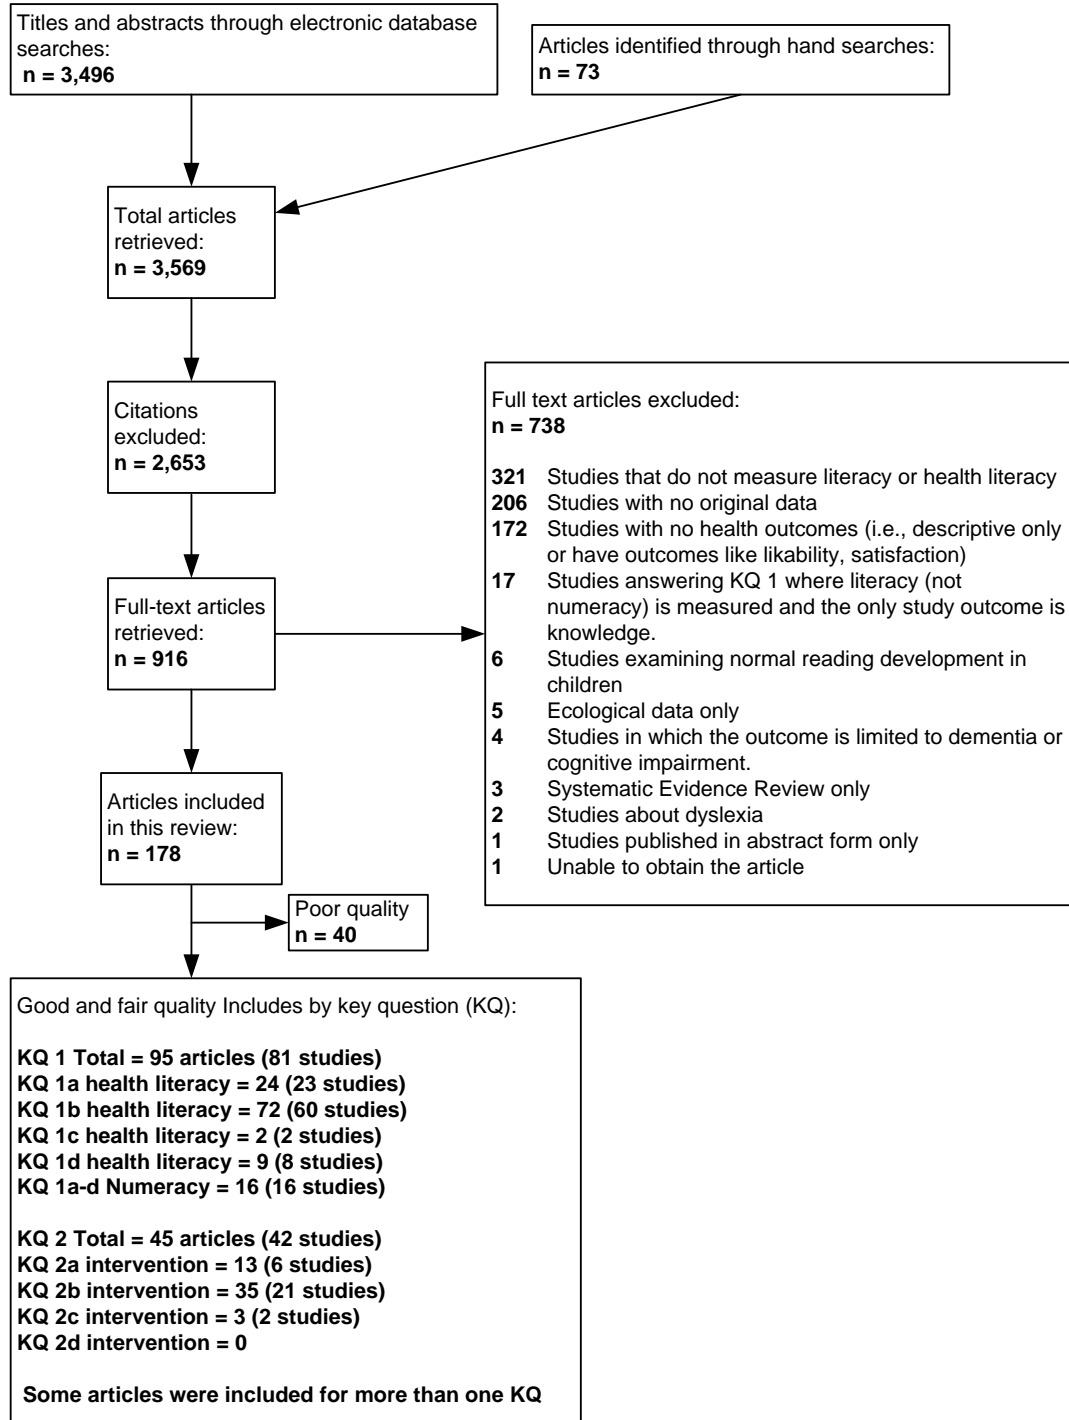 Titles and abstracts through electronic database
searches:
n = 3,496
Articles identified through hand searches:
n = 73
Total articles
retrieved:
n = 3,569
Citations
excluded:
n = 2,653
Full-text articles
retrieved:
n = 916
Full text articles excluded:
n = 738
321 Studies that do not measure literacy or health literacy
206 Studies with no original data
172 Studies with no health outcomes (i.e., descriptive only
or have outcomes like likability, satisfaction)
17 Studies answering KQ 1 where literacy (not
numeracy) is measured and the only study outcome is
knowledge.
6 Studies examining normal reading development in
children
5 Ecological data only
4 Studies in which the outcome is limited to dementia or
cognitive impairment.
3 Systematic Evidence Review only
2 Studies about dyslexia
1 Studies published in abstract form only
1 Unable to obtain the article
Articles included
in this review:
n = 178
Poor quality
n = 40
Good and fair quality Includes by key question (KQ):
KQ 1 Total = 95 articles (81 studies)
KQ 1a health literacy = 24 (23 studies)
KQ 1b health literacy = 72 (60 studies)
KQ 1c health literacy = 2 (2 studies)
KQ 1d health literacy = 9 (8 studies)
KQ 1a-d Numeracy = 16 (16 studies)
KQ 2 Total = 45 articles (42 studies)
KQ 2a intervention = 13 (6 studies)
KQ 2b intervention = 35 (21 studies)
KQ 2c intervention = 3 (2 studies)
KQ 2d intervention = 0
Some articles were included for more than one KQ